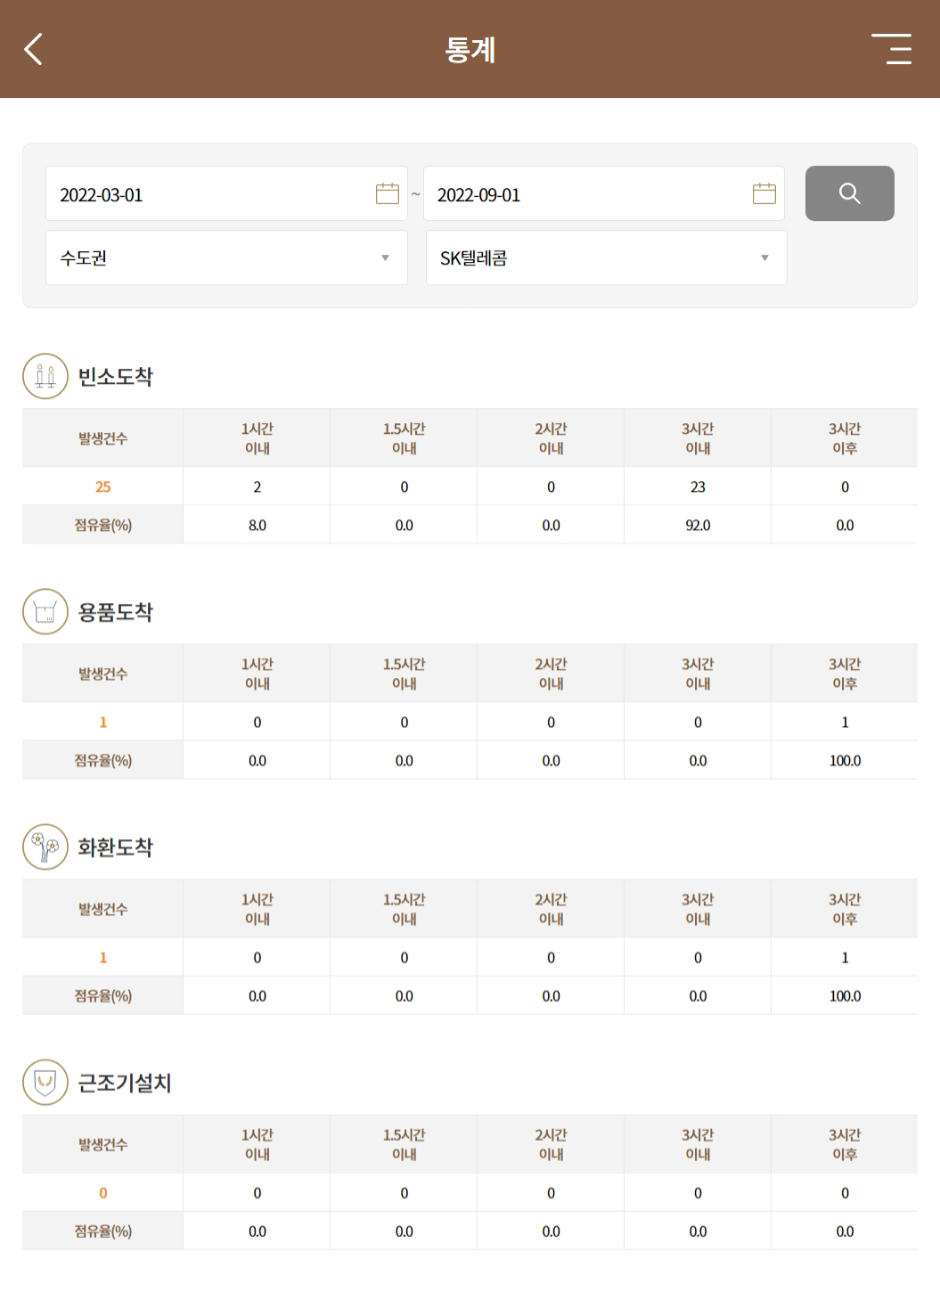 통계
2022-03-01 ~ 2022-09-01
수도권 SK텔레콤
빈소도착
발생건수 1시간 이내 1.5시간 이내 2시간 이내 3시간 이내 3시간 이후
25 2 0 0 23 0
점유율(%) 8.0 0.0 0.0 92.0 0.0
용품도착
발생건수 1시간 이내 1.5시간 이내 2시간 이내 3시간 이내 3시간 이후
1 0 0 0 0 1
점유율(%) 0.0 0.0 0.0 0.0 100.0
화환도착
발생건수 1시간 이내 1.5시간 이내 2시간 이내 3시간 이내 3시간 이후
1 0 0 0 0 1
점유율(%) 0.0 0.0 0.0 0.0 100.0
근조기설치
발생건수 1시간 이내 1.5시간 이내 2시간 이내 3시간 이내 3시간 이후
0 0 0 0 0 0
점유율(%) 0.0 0.0 0.0 0.0 0.0